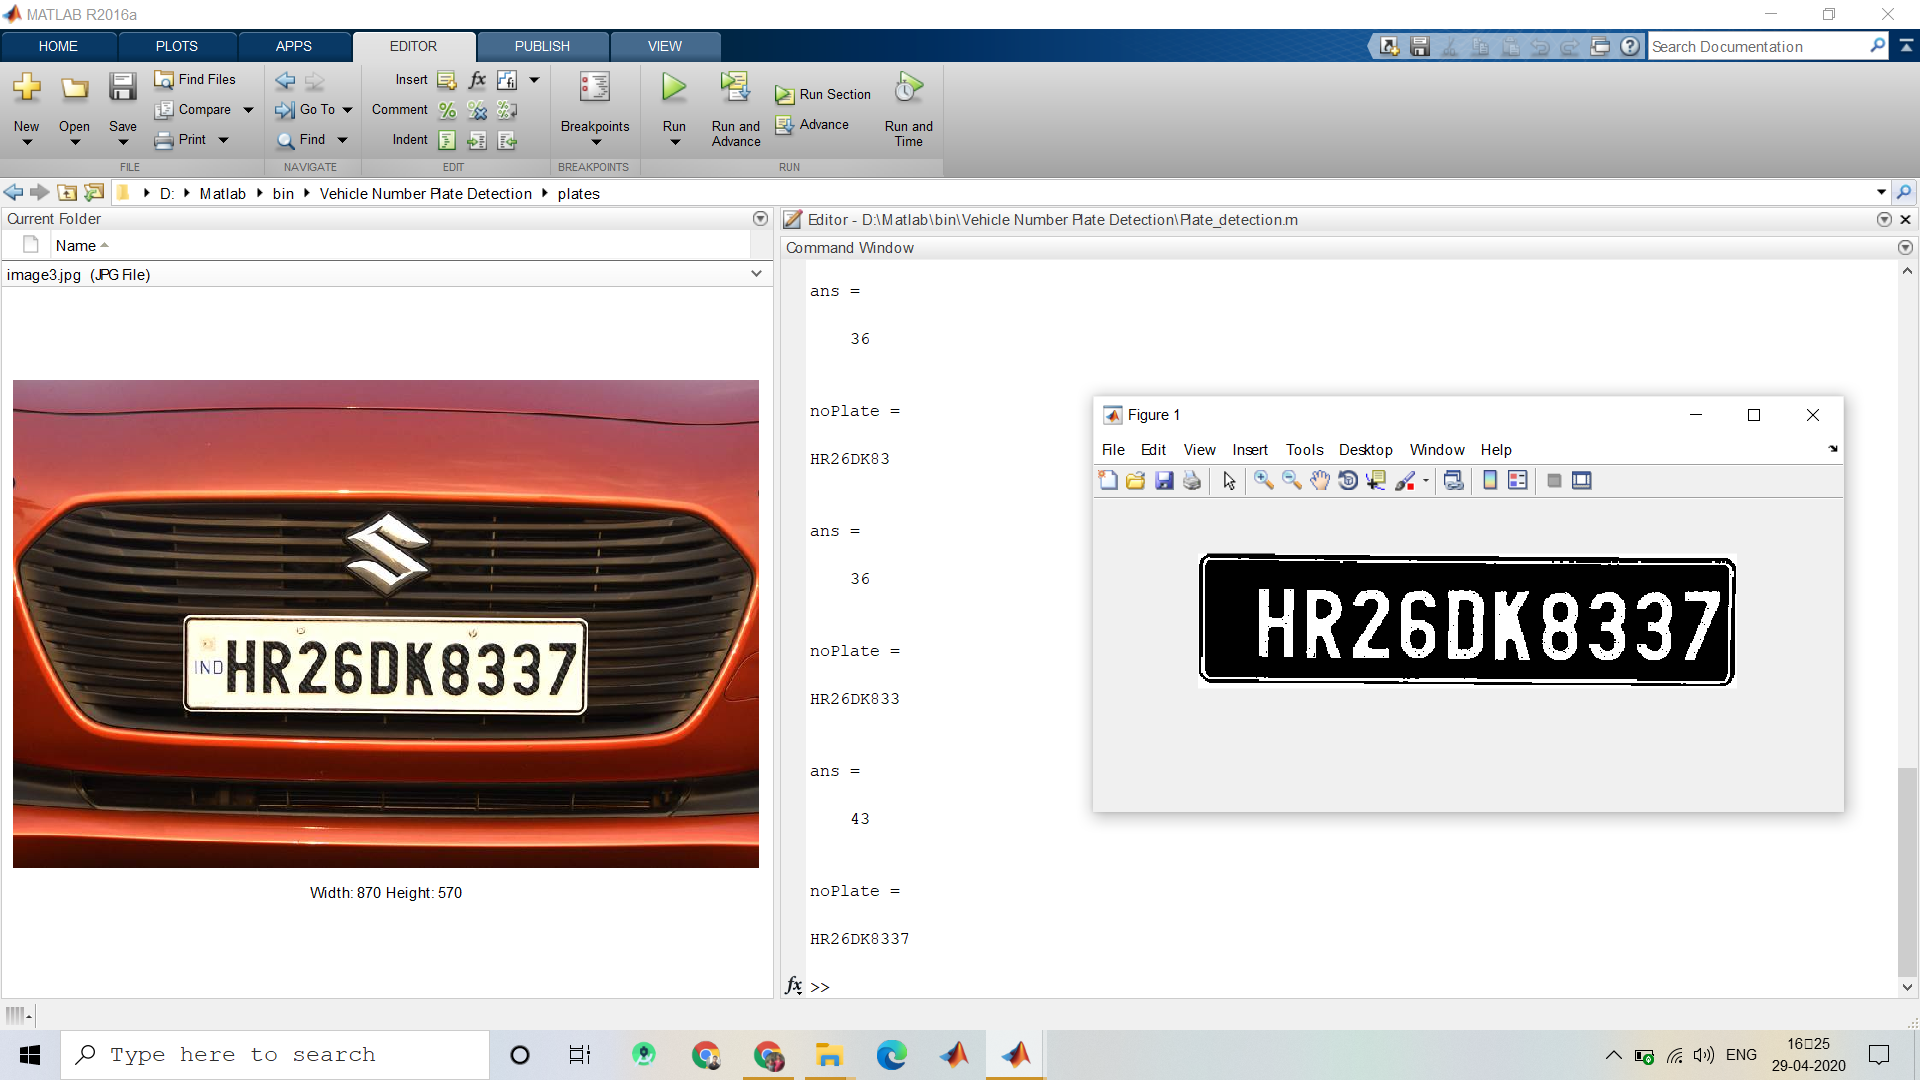 MATLAB R2016a
HOME PLOTS APPS EDITOR PUBLISH VIEW
Search Documentation
New
Open
Save
Find Files
Compare
Print
FILE
Go To
Find
NAVIGATE
Insert
Comment
Indent
EDIT
Breakpoints
BREAKPOINTS
Run
Run and
Advance
Run Section
Advance
Run and
Time
RUN
D: Matlab bin Vehicle Number Plate Detection plates
Current Folder
Name
image3.jpg (JPG File)
IND HR26DK8337
Width: 870 Height: 570
Editor - D:\Matlab\bin\Vehicle Number Plate Detection\Plate_detection.m
Command Window
ans =
36
noPlate =
HR26DK83
ans =
36
noPlate =
HR26DK833
ans =
43
noPlate =
HR26DK8337
fx >>
Figure 1
File Edit View Insert Tools Desktop Window Help
HR26DK8337
Type here to search
ENG
16:25
29-04-2020